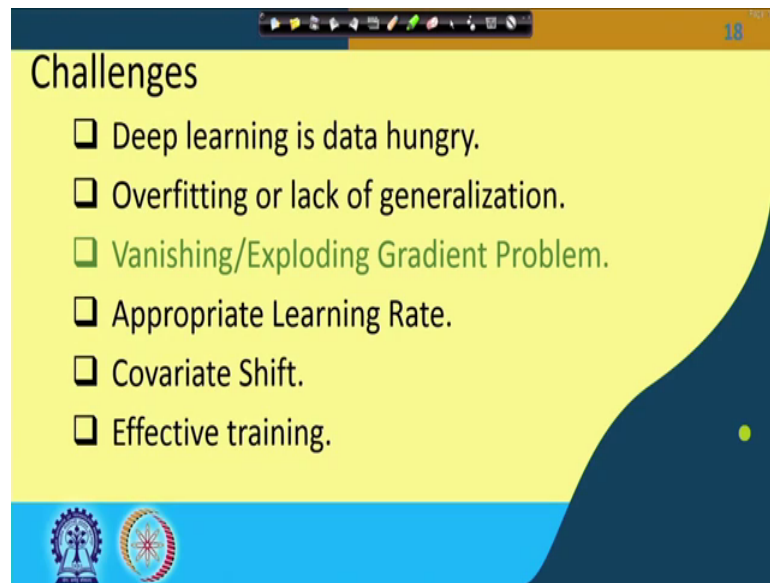 18
Challenges
❑ Deep learning is data hungry.
❑ Overfitting or lack of generalization.
❑ Vanishing/Exploding Gradient Problem.
❑ Appropriate Learning Rate.
❑ Covariate Shift.
❑ Effective training.